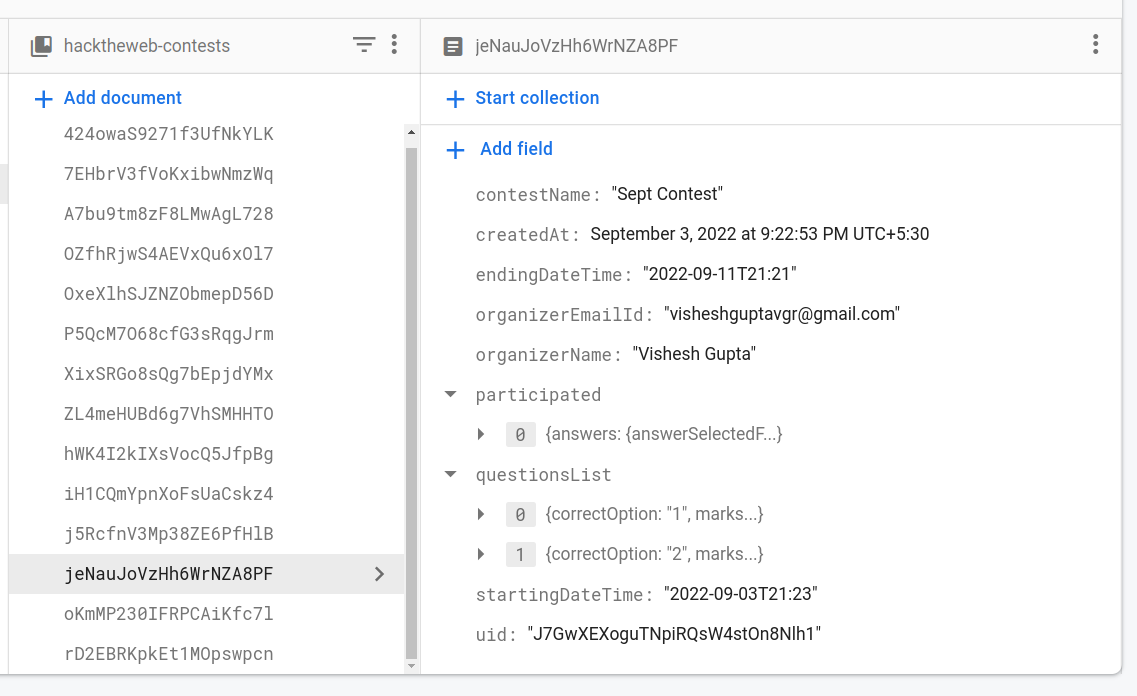 hacktheweb-contests
Add document
424owaS9271f3UfNkYLK
7EHbrV3fVoKxibwNmzWq
A7bu9tm8zF8LMwAgL728
OZfhRjwS4AEVxQu6xOl7
OxeXlhSJZNZObmepD56D
P5QcM7O68cfG3sRqgJrm
XixSRGo8sQg7bEpjdYMx
ZL4meHUBd6g7VhSMHHTO
hWK4I2kIXsVocQ5JfpBg
iH1CQmYpnXoFsUaCskz4
j5RcfnV3Mp38ZE6PfHlB
jeNauJoVzHh6WrNZA8PF
oKmMP230IFRPCAiKfc7l
rD2EBRKpkEt1MOpswpcn
jeNauJoVzHh6WrNZA8PF
Start collection
Add field
contestName: "Sept Contest"
createdAt: September 3, 2022 at 9:22:53 PM UTC+5:30
endingDateTime: "2022-09-11T21:21"
organizerEmailId: "visheshguptavgr@gmail.com"
organizerName: "Vishesh Gupta"
participated
0 {answers: {answerSelectedF...}
questionsList
0 {correctOption: "1", marks...}
1 {correctOption: "2", marks...}
startingDateTime: "2022-09-03T21:23"
uid: "J7GwXEXoguTNpiRQsW4stOn8Nlh1"